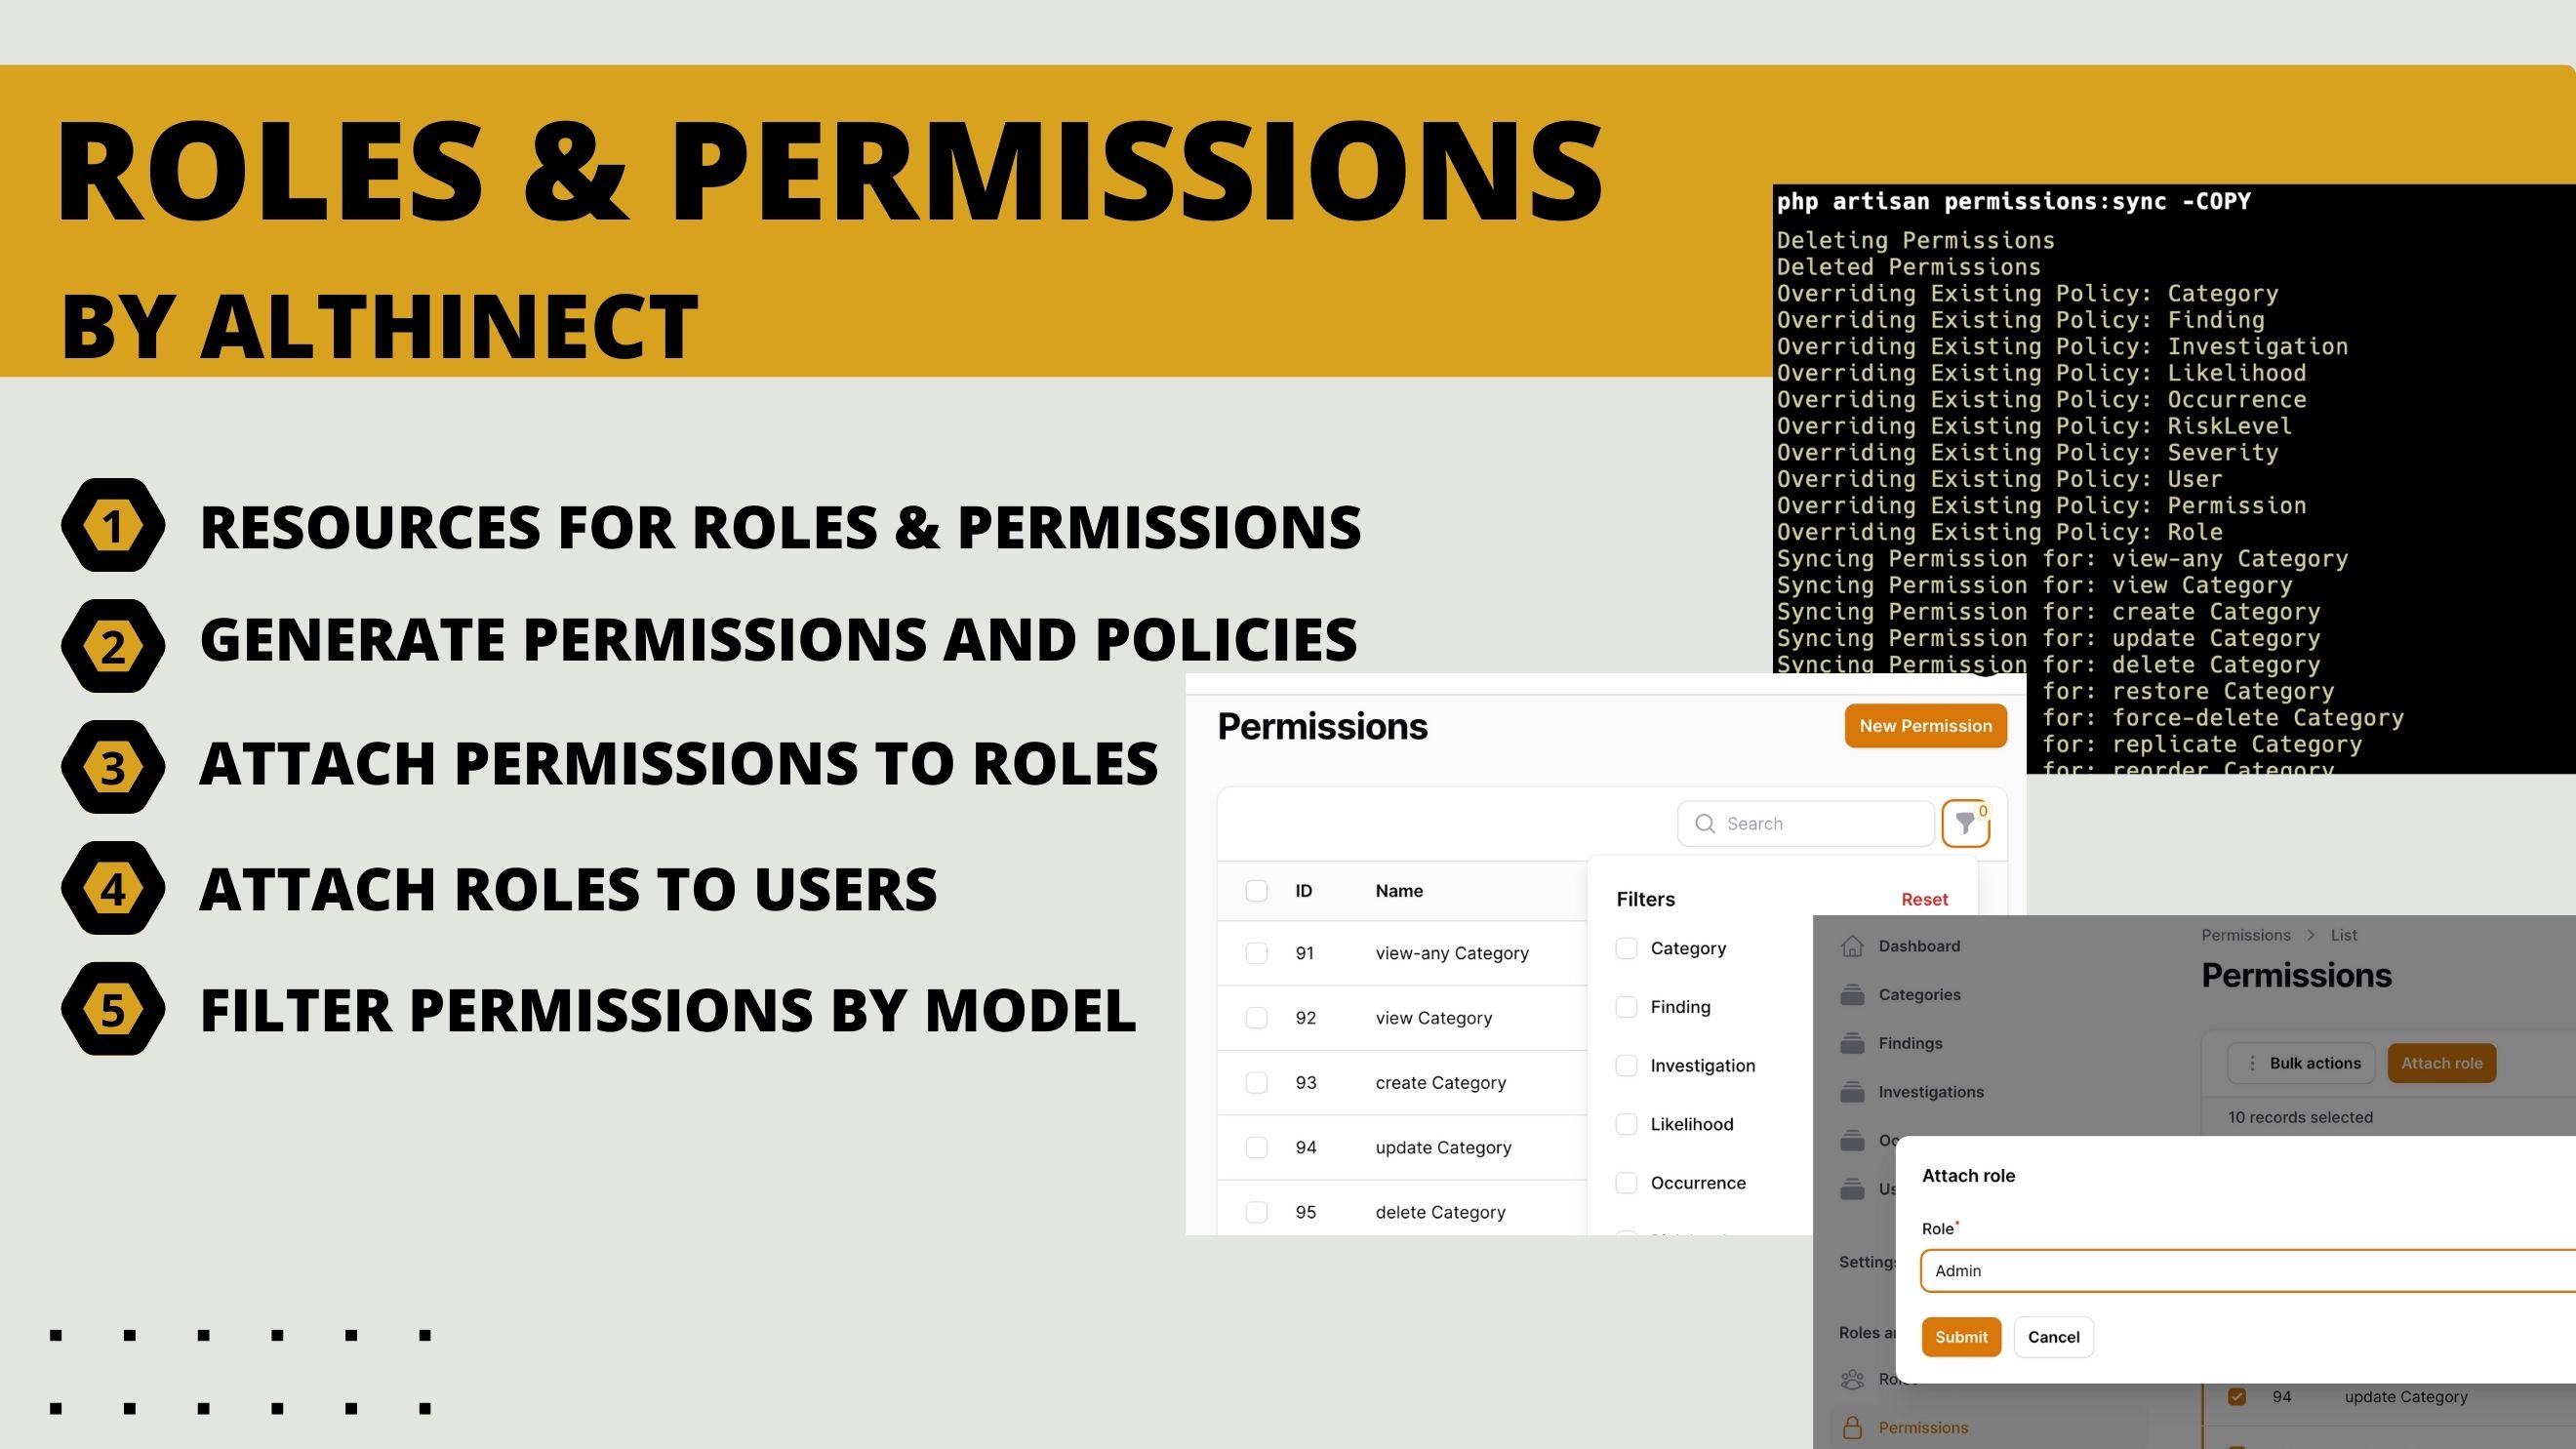 ROLES & PERMISSIONS
BY ALTHINECT
1 RESOURCES FOR ROLES & PERMISSIONS
2 GENERATE PERMISSIONS AND POLICIES
3 ATTACH PERMISSIONS TO ROLES
4 ATTACH ROLES TO USERS
5 FILTER PERMISSIONS BY MODEL
php artisan permissions:sync -COPY
Deleting Permissions
Deleted Permissions
Overriding Existing Policy: Category
Overriding Existing Policy: Finding
Overriding Existing Policy: Investigation
Overriding Existing Policy: Likelihood
Overriding Existing Policy: Occurrence
Overriding Existing Policy: RiskLevel
Overriding Existing Policy: Severity
Overriding Existing Policy: User
Overriding Existing Policy: Permission
Overriding Existing Policy: Role
Syncing Permission for: view-any Category
Syncing Permission for: view Category
Syncing Permission for: create Category
Syncing Permission for: update Category
Syncing Permission for: delete Category
for: restore Category
for: force-delete Category
for: replicate Category
for: reorder Category
Permissions
New Permission
Search
0
ID Name
91 view-any Category
92 view Category
93 create Category
94 update Category
95 delete Category
Filters Reset
Category
Finding
Investigation
Likelihood
Occurrence
Dashboard
Categories
Findings
Investigations
Oc
Us
Settings
Roles a
Ro
Permissions
Permissions > List
Permissions
Bulk actions Attach role
10 records selected
Attach role
Role*
Admin
Submit Cancel
94 update Category